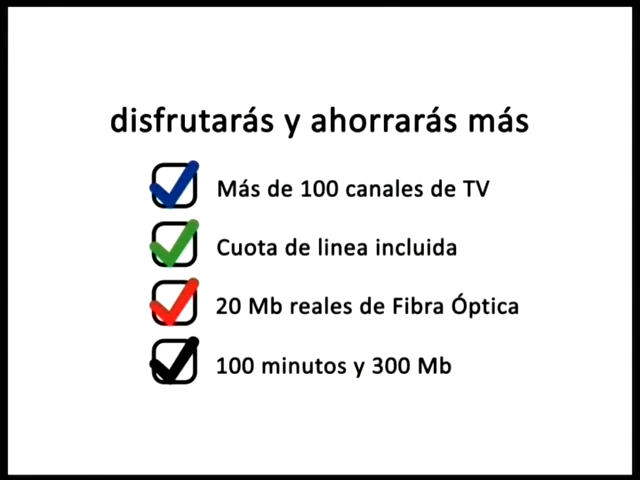 disfrutarás y ahorrarás más
Más de 100 canales de TV
Cuota de linea incluida
20 Mb reales de Fibra Óptica
100 minutos y 300 Mb